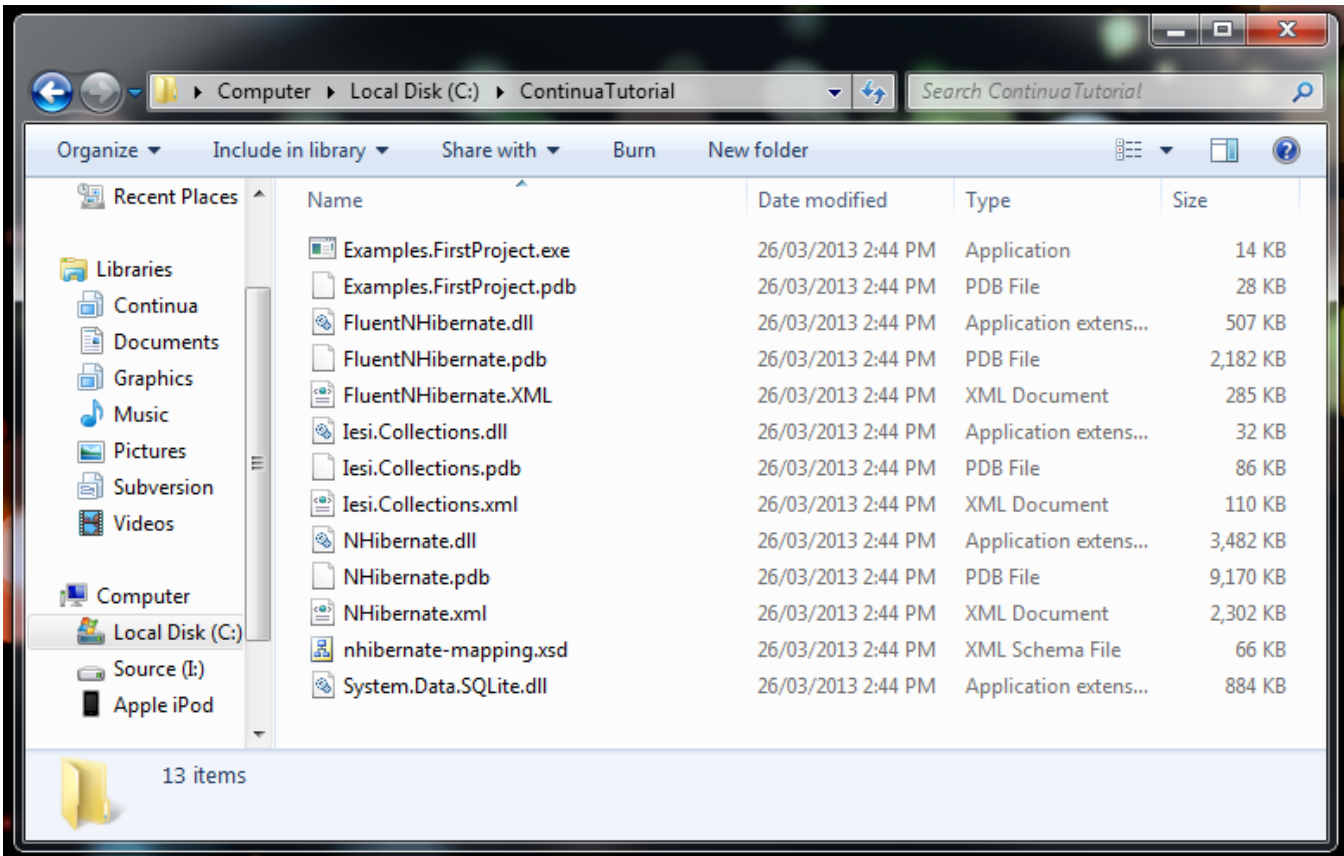 Computer Local Disk (C:) ContinuaTutorial Search ContinuaTutorial
Organize Include in library Share with Burn New folder
Recent Places
Libraries
Continua
Documents
Graphics
Music
Pictures
Subversion
Videos
Computer
Local Disk (C:)
Source (I:)
Apple iPod
Name Date modified Type Size
Examples.FirstProject.exe 26/03/2013 2:44 PM Application 14 KB
Examples.FirstProject.pdb 26/03/2013 2:44 PM PDB File 28 KB
FluentNHibernate.dll 26/03/2013 2:44 PM Application extens... 507 KB
FluentNHibernate.pdb 26/03/2013 2:44 PM PDB File 2,182 KB
FluentNHibernate.XML 26/03/2013 2:44 PM XML Document 285 KB
Iesi.Collections.dll 26/03/2013 2:44 PM Application extens... 32 KB
Iesi.Collections.pdb 26/03/2013 2:44 PM PDB File 86 KB
Iesi.Collections.xml 26/03/2013 2:44 PM XML Document 110 KB
NHibernate.dll 26/03/2013 2:44 PM Application extens... 3,482 KB
NHibernate.pdb 26/03/2013 2:44 PM PDB File 9,170 KB
NHibernate.xml 26/03/2013 2:44 PM XML Document 2,302 KB
nhibernate-mapping.xsd 26/03/2013 2:44 PM XML Schema File 66 KB
System.Data.SQLite.dll 26/03/2013 2:44 PM Application extens... 884 KB
13 items